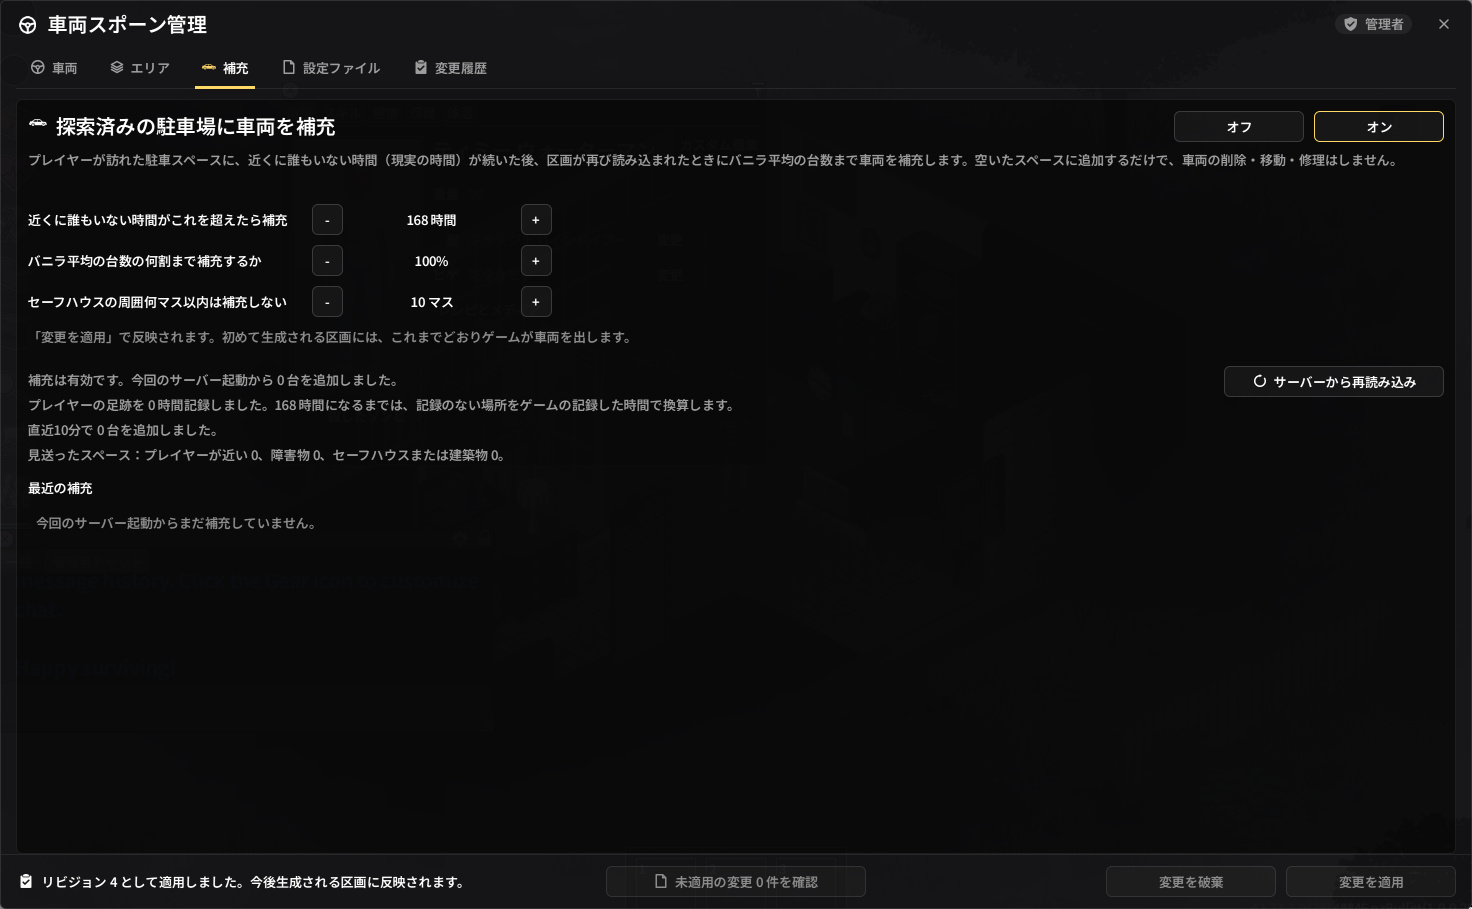 車両スポーン管理
管理者
車両 エリア 補充 設定ファイル 変更履歴
探索済みの駐車場に車両を補充
オフ オン
プレイヤーが訪れた駐車スペースに、近くに誰もいない時間（現実の時間）が続いた後、区画が再び読み込まれたときにバニラ平均の台数まで車両を補充します。空いたスペースに追加するだけで、車両の削除・移動・修理はしません。
近くに誰もいない時間がこれを超えたら補充 - 168 時間 +
バニラ平均の台数の何割まで補充するか - 100% +
セーフハウスの周囲何マス以内は補充しない - 10 マス +
「変更を適用」で反映されます。初めて生成される区画には、これまでどおりゲームが車両を出します。
補充は有効です。今回のサーバー起動から 0 台を追加しました。
サーバーから再読み込み
プレイヤーの足跡を 0 時間記録しました。168 時間になるまでは、記録のない場所をゲームの記録した時間で換算します。
直近10分で 0 台を追加しました。
見送ったスペース：プレイヤーが近い 0、障害物 0、セーフハウスまたは建築物 0。
最近の補充
今回のサーバー起動からまだ補充していません。
リビジョン 4 として適用しました。今後生成される区画に反映されます。
未適用の変更 0 件を確認
変更を破棄 変更を適用